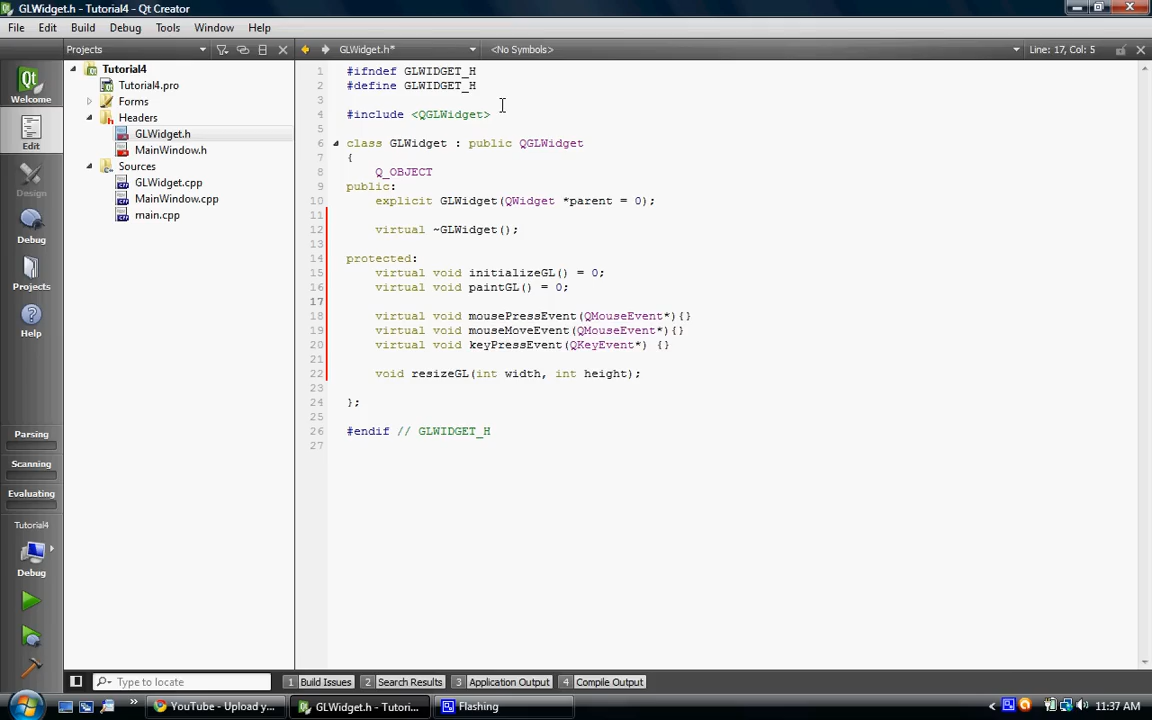 GLWidget.h - Tutorial4 - Qt Creator
File Edit Build Debug Tools Window Help
Projects GLWidget.h* <No Symbols> Line: 17, Col: 5
Welcome
Edit
Design
Debug
Projects
Help
Parsing
Scanning
Evaluating
Tutorial4
Debug
Tutorial4
Tutorial4.pro
Forms
Headers
GLWidget.h
MainWindow.h
Sources
GLWidget.cpp
MainWindow.cpp
main.cpp
1 #ifndef GLWIDGET_H
2 #define GLWIDGET_H
3
4 #include <QGLWidget>
5
6 class GLWidget : public QGLWidget
7 {
8 Q_OBJECT
9 public:
10 explicit GLWidget(QWidget *parent = 0);
11
12 virtual ~GLWidget();
13
14 protected:
15 virtual void initializeGL() = 0;
16 virtual void paintGL() = 0;
17
18 virtual void mousePressEvent(QMouseEvent*){}
19 virtual void mouseMoveEvent(QMouseEvent*){}
20 virtual void keyPressEvent(QKeyEvent*) {}
21
22 void resizeGL(int width, int height);
23
24 };
25
26 #endif // GLWIDGET_H
27
Type to locate 1 Build Issues 2 Search Results 3 Application Output 4 Compile Output
YouTube - Upload y... GLWidget.h - Tutori... Flashing 11:37 AM